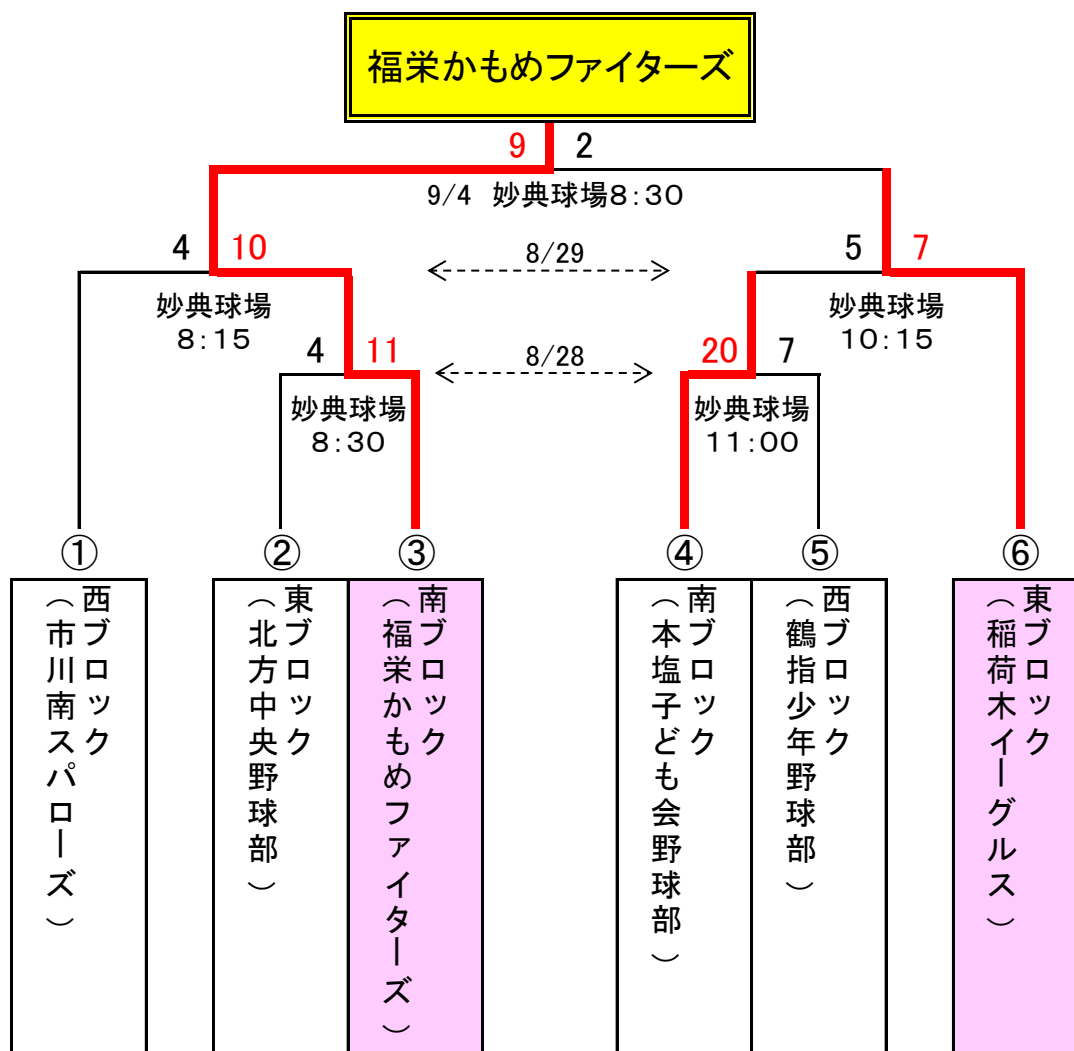 福栄かもめファイターズ
9 2
9/4 妙典球場8:30
4 10
8/29
5 7
妙典球場
8:15
妙典球場
10:15
4 11
8/28
20 7
妙典球場
8:30
妙典球場
11:00
① ② ③ ④ ⑤ ⑥
西ブロック
(市川南スパローズ)
東ブロック
(北方中央野球部)
南ブロック
(福栄かもめファイターズ)
南ブロック
(本塩子ども会野球部)
西ブロック
(鶴指少年野球部)
東ブロック
(稲荷木イーグルス)